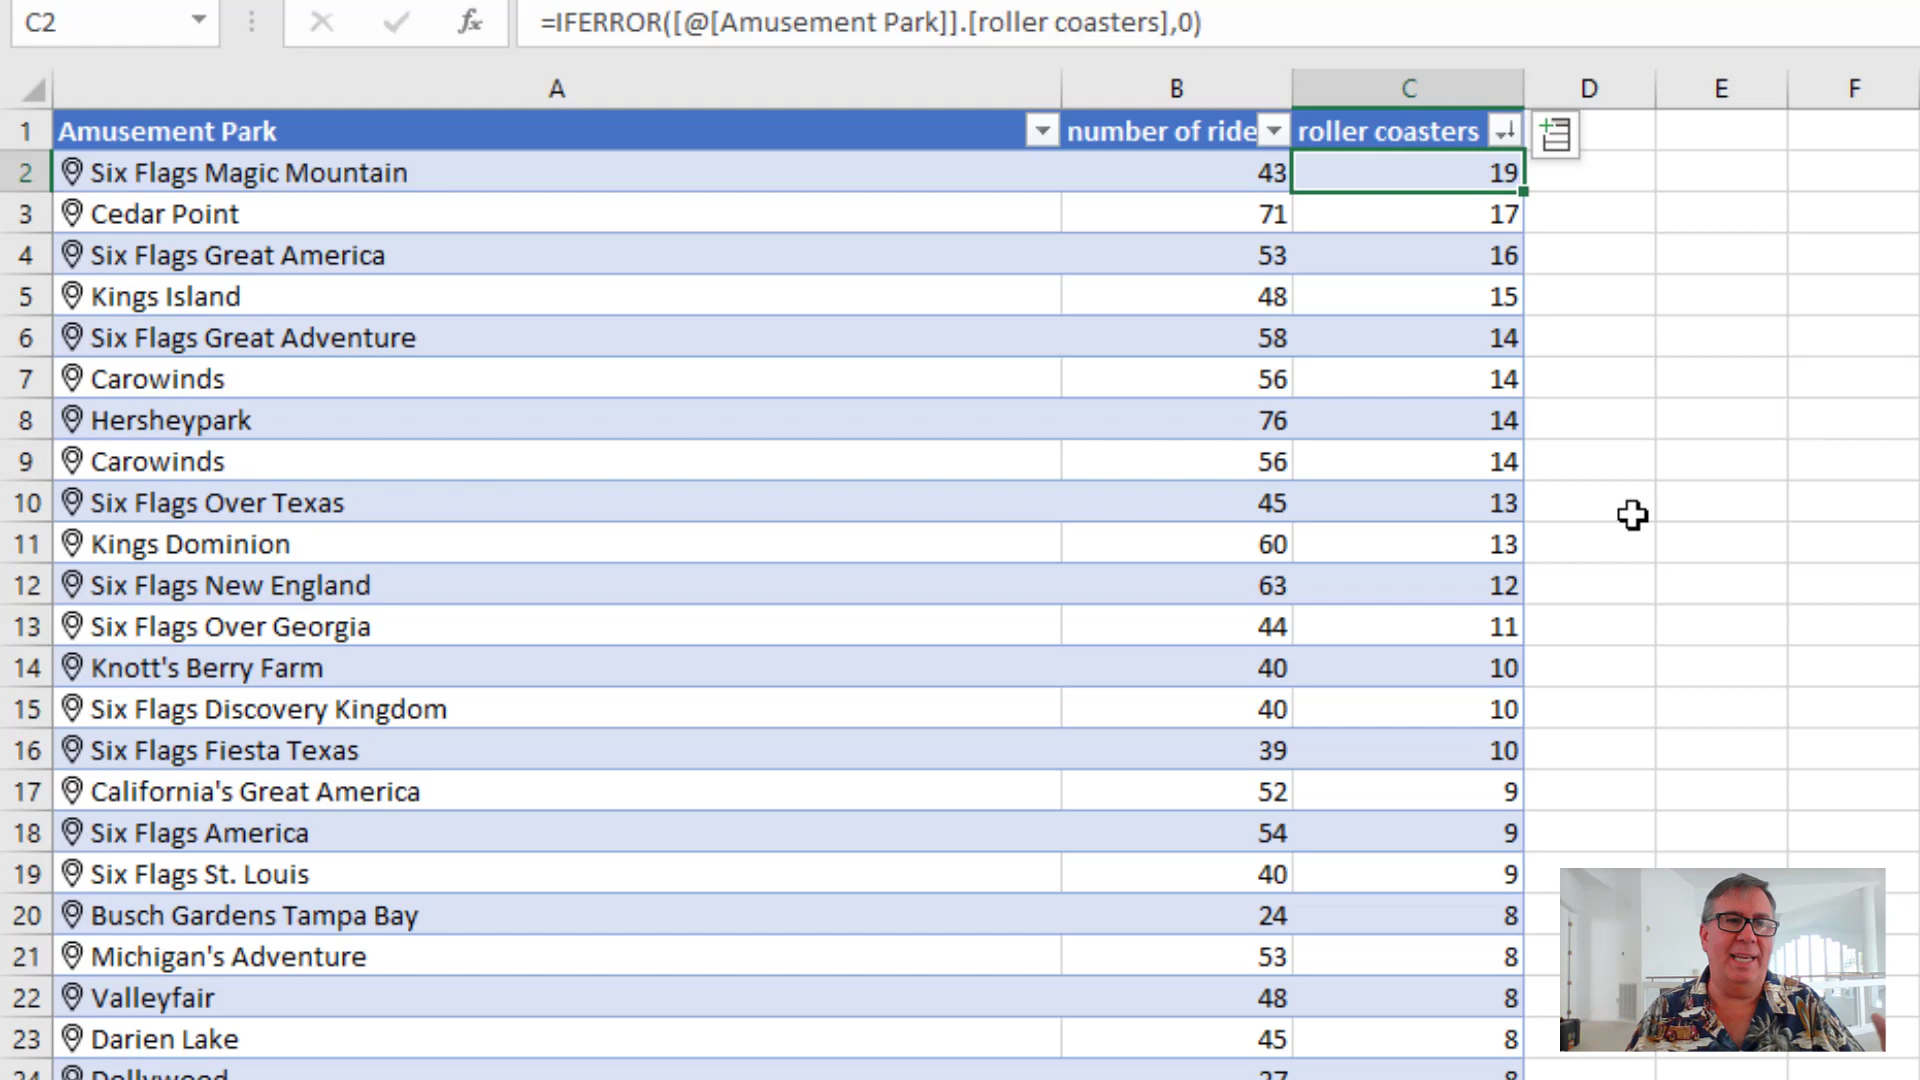 C2 fx =IFERROR([@[Amusement Park]].[roller coasters],0)
A B C D E F
1 Amusement Park number of ride roller coasters
2 Six Flags Magic Mountain 43 19
3 Cedar Point 71 17
4 Six Flags Great America 53 16
5 Kings Island 48 15
6 Six Flags Great Adventure 58 14
7 Carowinds 56 14
8 Hersheypark 76 14
9 Carowinds 56 14
10 Six Flags Over Texas 45 13
11 Kings Dominion 60 13
12 Six Flags New England 63 12
13 Six Flags Over Georgia 44 11
14 Knott's Berry Farm 40 10
15 Six Flags Discovery Kingdom 40 10
16 Six Flags Fiesta Texas 39 10
17 California's Great America 52 9
18 Six Flags America 54 9
19 Six Flags St. Louis 40 9
20 Busch Gardens Tampa Bay 24 8
21 Michigan's Adventure 53 8
22 Valleyfair 48 8
23 Darien Lake 45 8
24 Dollywood 27 8